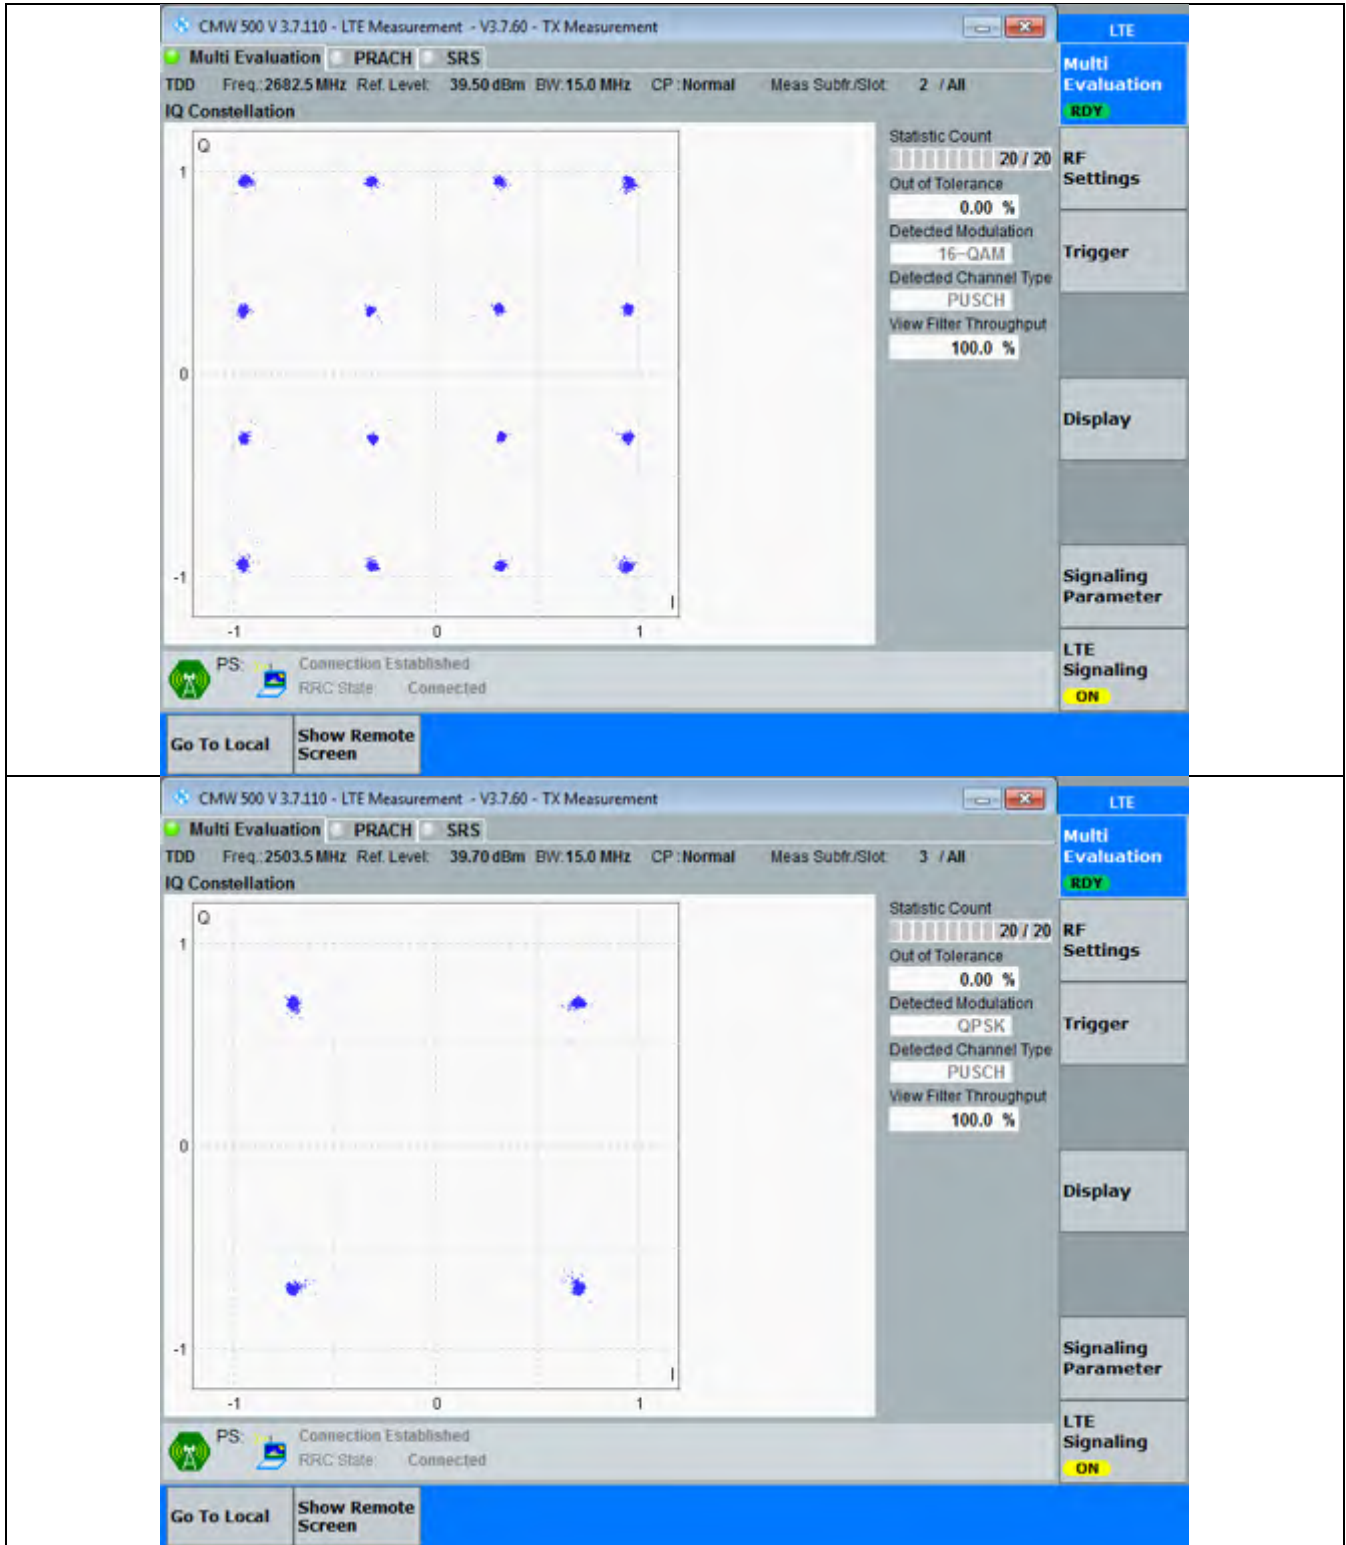 CMW 500 V 3.7.110 - LTE Measurement - V3.7.60 - TX Measurement
LTE
Multi Evaluation PRACH SRS
Multi
Evaluation
RDY
TDD Freq.:2682.5 MHz Ref. Level: 39.50 dBm BW:15.0 MHz CP :Normal Meas Subfr./Slot: 2 / All
IQ Constellation
Q
1
0
-1
-1 0 1
I
Statistic Count
20 / 20
Out of Tolerance
0.00 %
Detected Modulation
16-QAM
Detected Channel Type
PUSCH
View Filter Throughput
100.0 %
RF
Settings
Trigger
Display
Signaling
Parameter
LTE
Signaling
ON
PS: Connection Established
RRC State: Connected
Go To Local
Show Remote
Screen
CMW 500 V 3.7.110 - LTE Measurement - V3.7.60 - TX Measurement
LTE
Multi Evaluation PRACH SRS
Multi
Evaluation
RDY
TDD Freq.:2503.5 MHz Ref. Level: 39.70 dBm BW:15.0 MHz CP :Normal Meas Subfr./Slot: 3 / All
IQ Constellation
Q
1
0
-1
-1 0 1
I
Statistic Count
20 / 20
Out of Tolerance
0.00 %
Detected Modulation
QPSK
Detected Channel Type
PUSCH
View Filter Throughput
100.0 %
RF
Settings
Trigger
Display
Signaling
Parameter
LTE
Signaling
ON
PS: Connection Established
RRC State: Connected
Go To Local
Show Remote
Screen